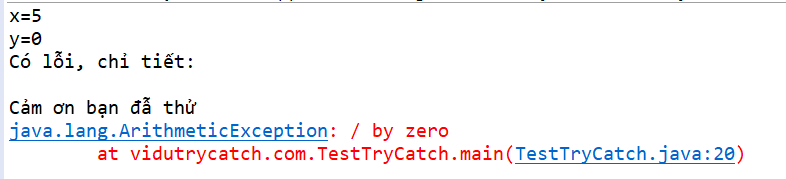 x=5
y=0
Có lỗi, chi tiết:
Cảm ơn bạn đẫ thử
java.lang.ArithmeticException: / by zero
at vidutrycatch.com.TestTryCatch.main(TestTryCatch.java:20)